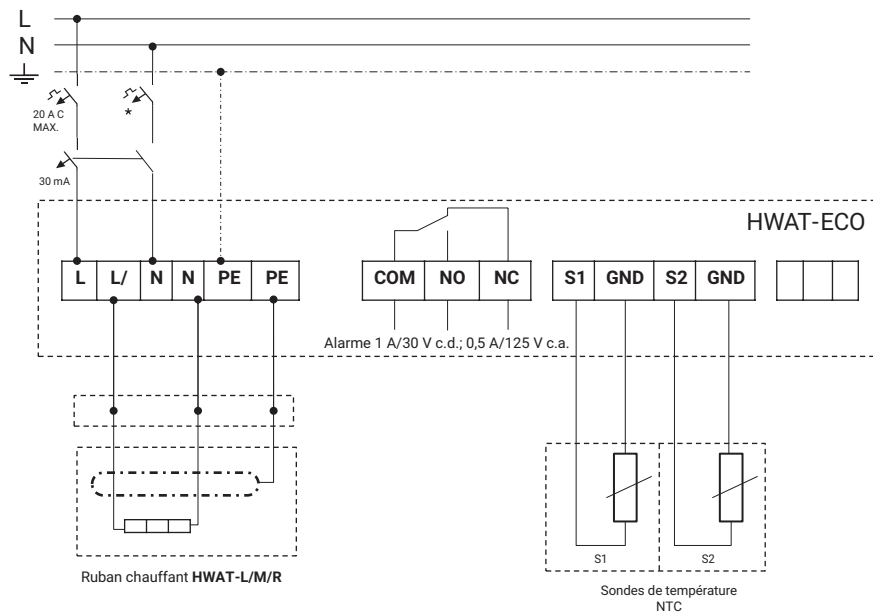 L
N
20 A C
MAX.
*
30 mA
HWAT-ECO
L L/ N N PE PE
COM NO NC
S1 GND S2 GND
Alarme 1 A/30 V c.d.; 0,5 A/125 V c.a.
S1 S2
Ruban chauffant HWAT-L/M/R
Sondes de température
NTC